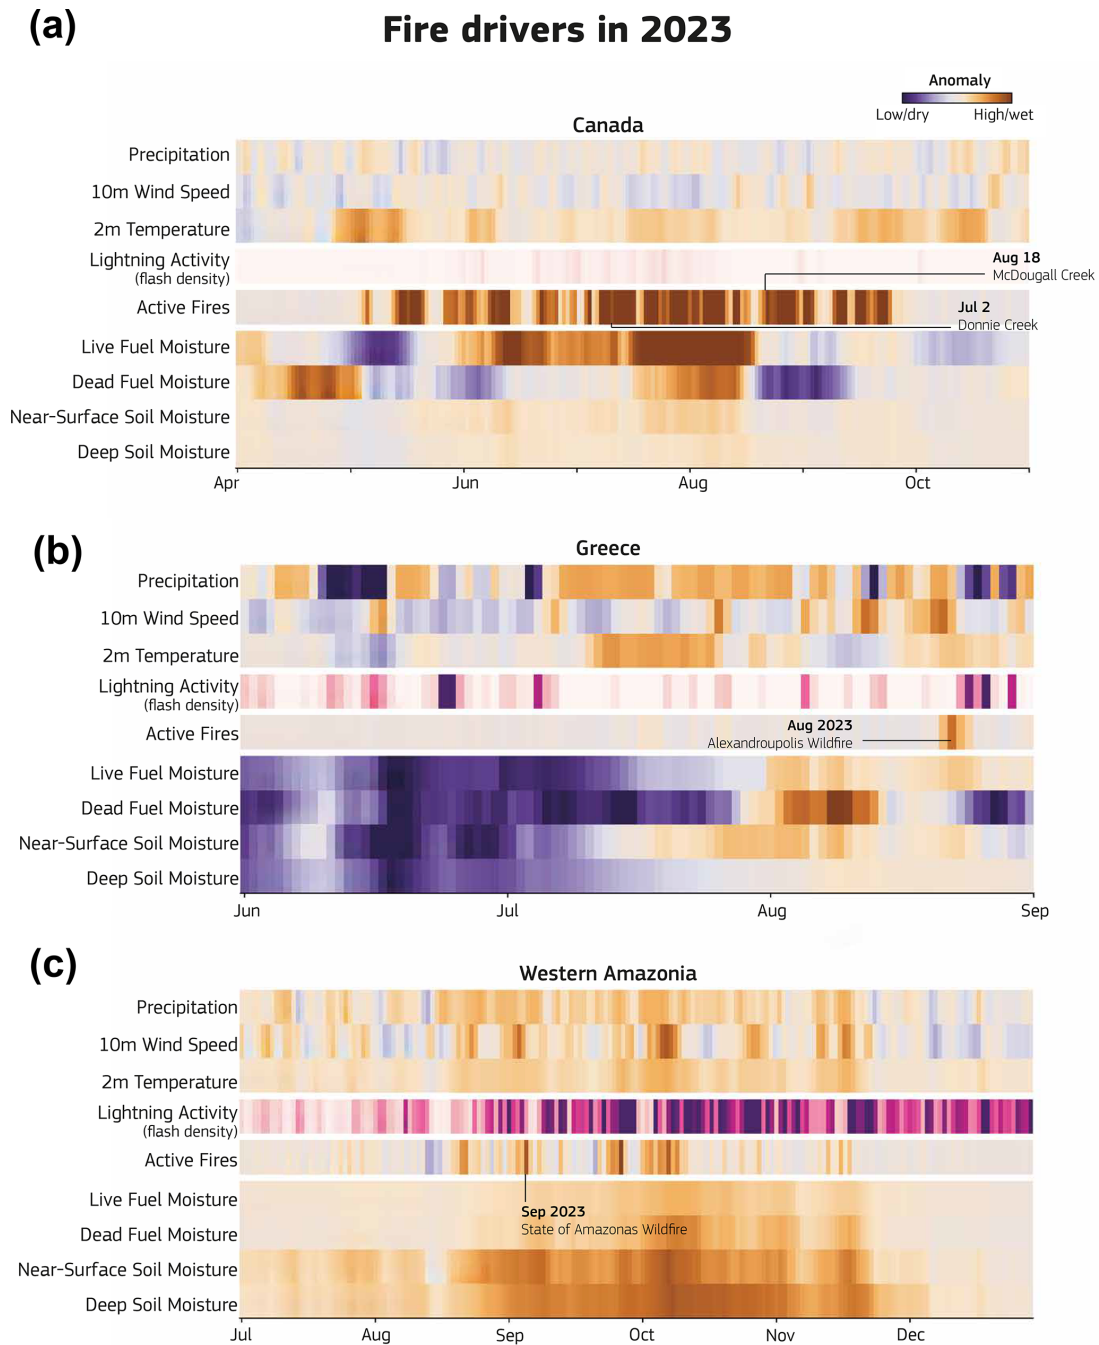 (a)
Fire drivers in 2023
Anomaly
Low/dry
High/wet
Canada
Precipitation
10m Wind Speed
2m Temperature
Lightning Activity
(flash density)
Aug 18
McDougall Creek
Active Fires
Jul 2
Donnie Creek
Live Fuel Moisture
Dead Fuel Moisture
Near-Surface Soil Moisture
Deep Soil Moisture
Apr
Jun
Aug
Oct
(b)
Greece
Precipitation
10m Wind Speed
2m Temperature
Lightning Activity
(flash density)
Active Fires
Aug 2023
Alexandroupolis Wildfire
Live Fuel Moisture
Dead Fuel Moisture
Near-Surface Soil Moisture
Deep Soil Moisture
Jun
Jul
Aug
Sep
(c)
Western Amazonia
Precipitation
10m Wind Speed
2m Temperature
Lightning Activity
(flash density)
Active Fires
Live Fuel Moisture
Sep 2023
State of Amazonas Wildfire
Dead Fuel Moisture
Near-Surface Soil Moisture
Deep Soil Moisture
Jul
Aug
Sep
Oct
Nov
Dec